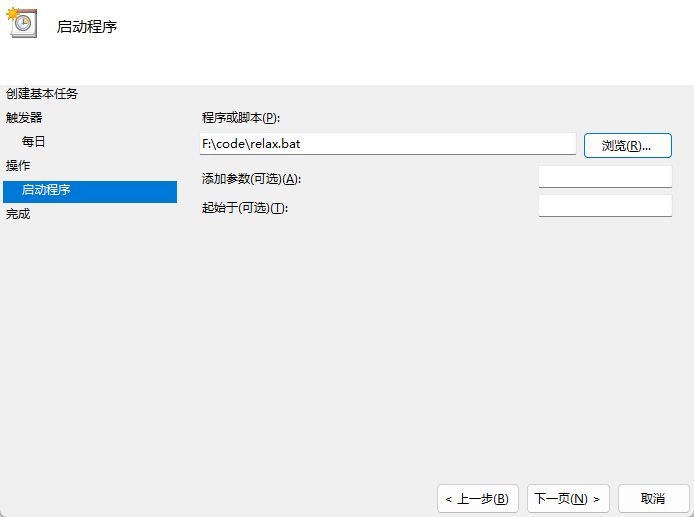 启动程序
创建基本任务
触发器
每日
操作
启动程序
完成
程序或脚本(P):
F:\code\relax.bat
浏览(R)...
添加参数(可选)(A):
起始于(可选)(T):
< 上一步(B)
下一页(N) >
取消